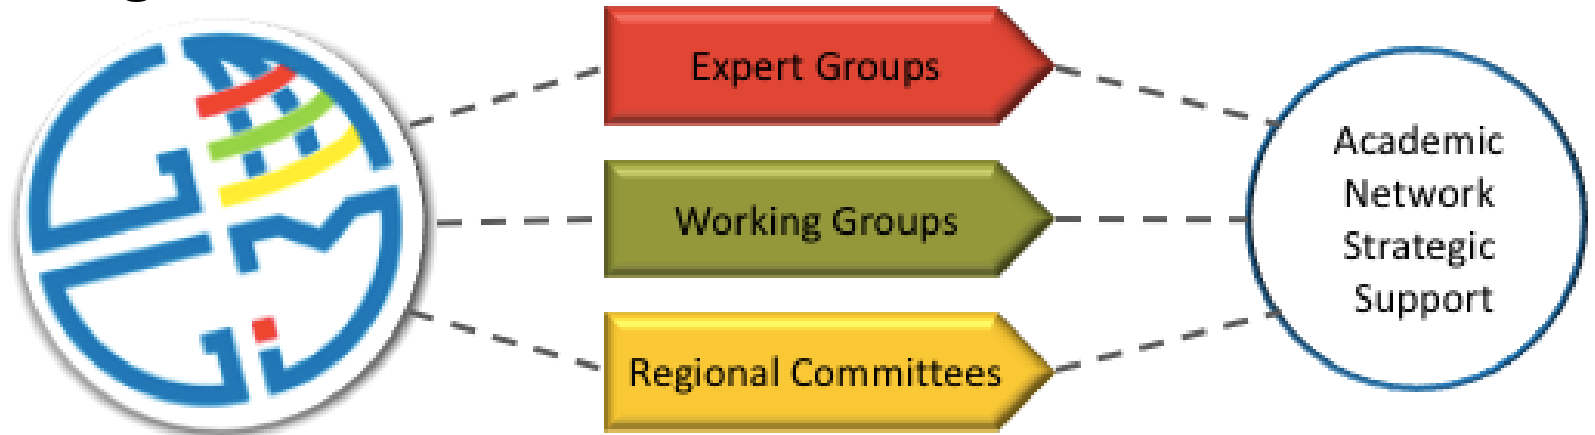 Expert Groups
Working Groups
Regional Committees
Academic
Network
Strategic
Support